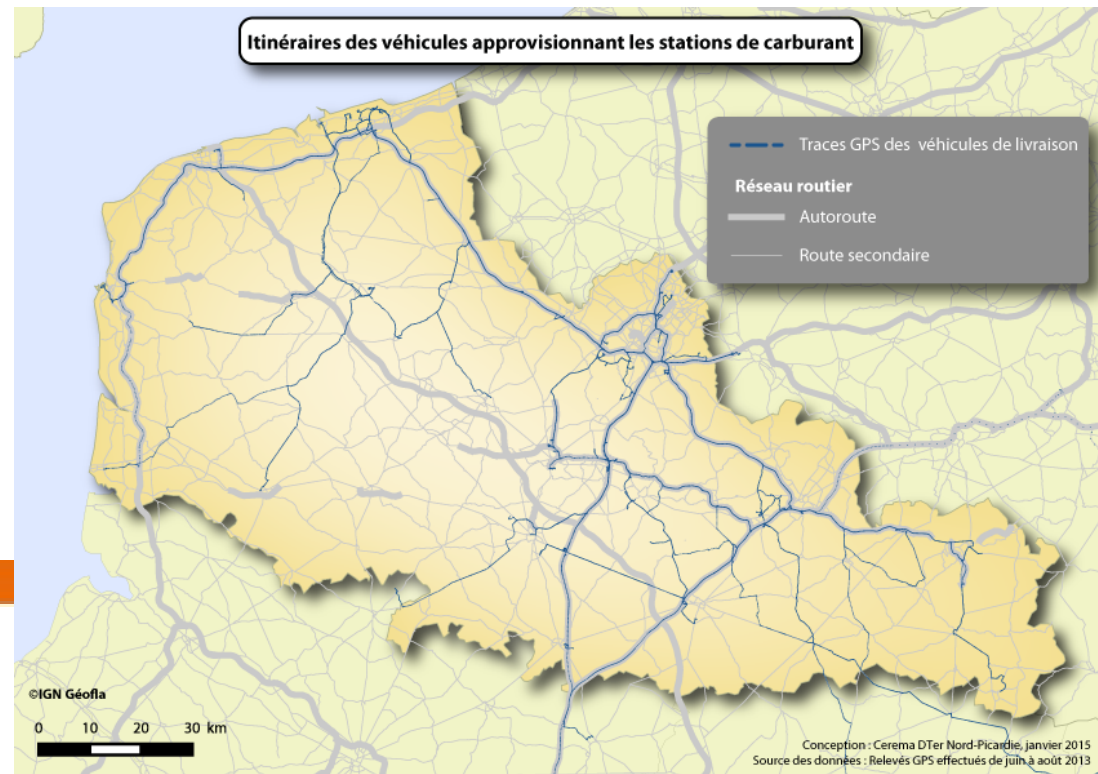 Itinéraires des véhicules approvisionnant les stations de carburant
Traces GPS des véhicules de livraison
Réseau routier
Autoroute
Route secondaire
©IGN Géofla
0 10 20 30 km
Conception : Cerema DTer Nord-Picardie, janvier 2015
Source des données : Relevés GPS effectués de juin à août 2013